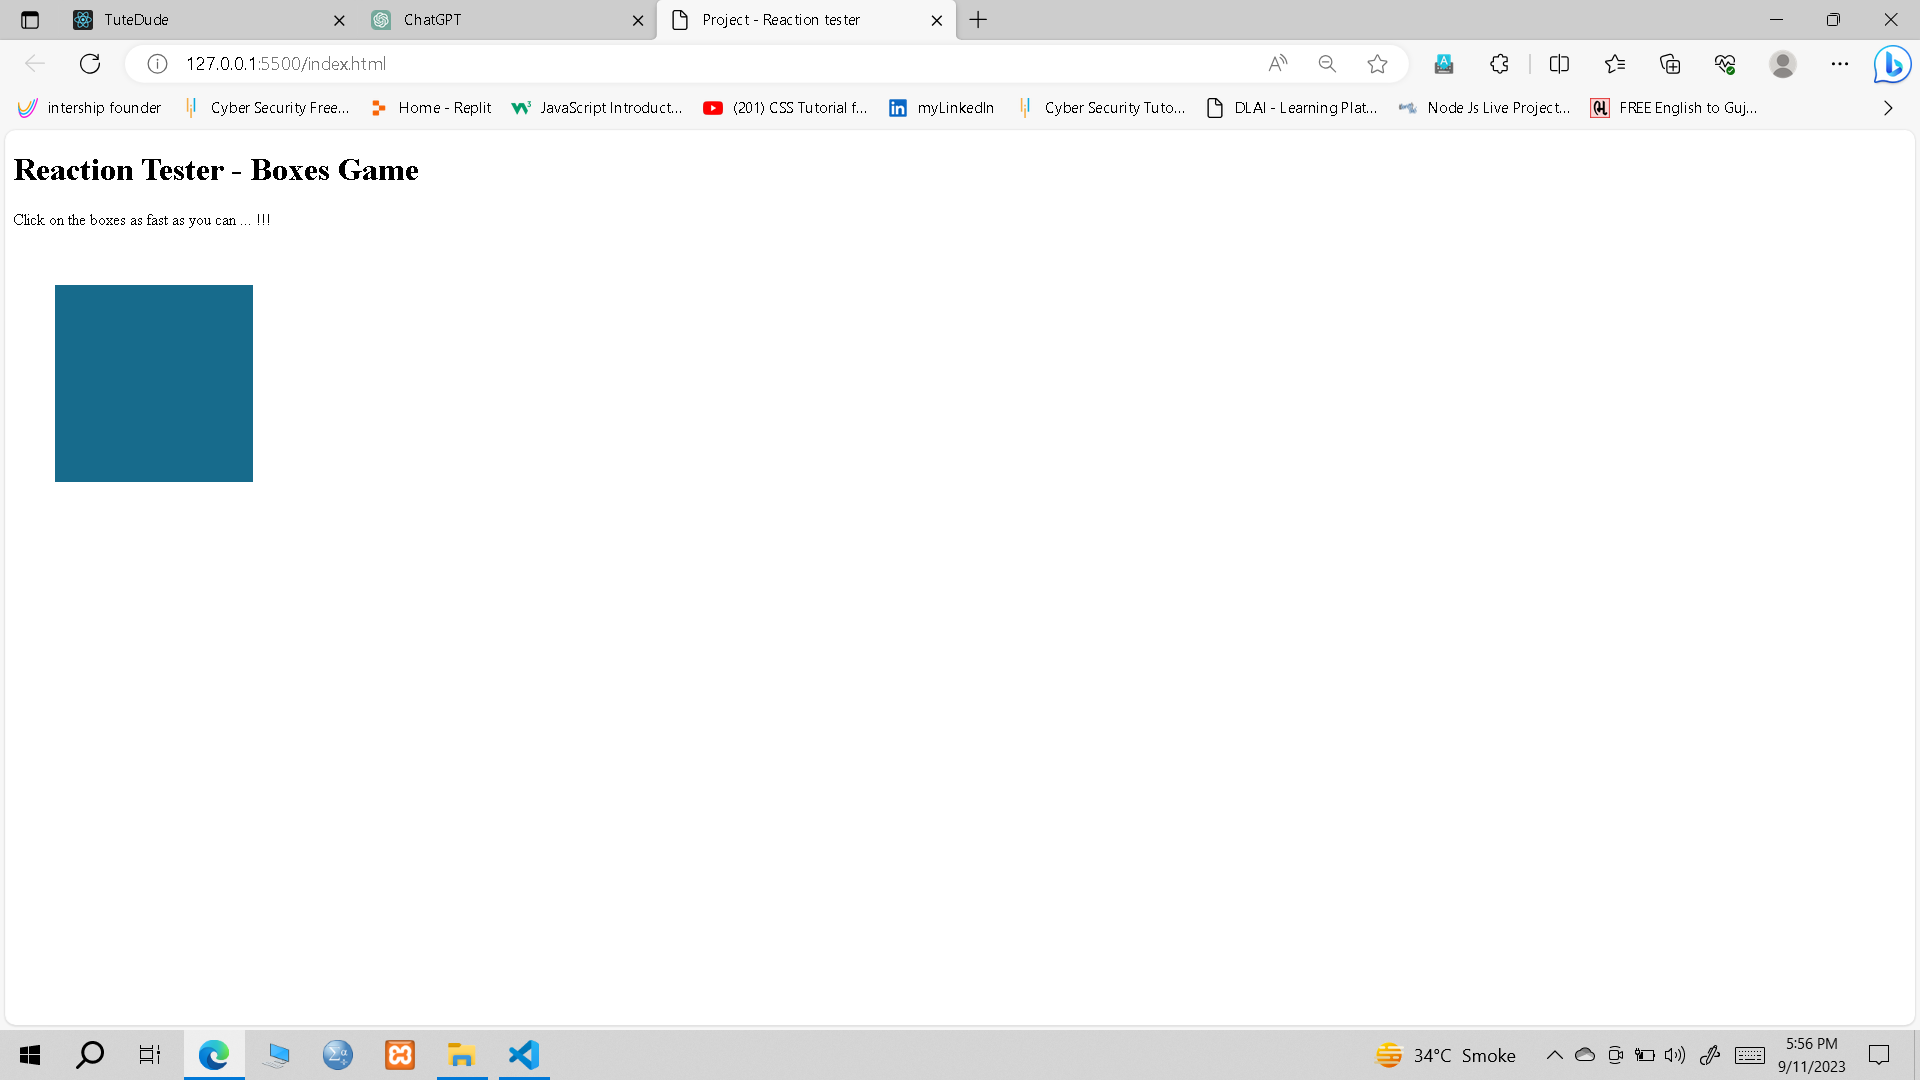 TuteDude
ChatGPT
Project - Reaction tester
127.0.0.1:5500/index.html
intership founder
Cyber Security Free...
Home - Replit
JavaScript Introduct...
(201) CSS Tutorial f...
myLinkedIn
Cyber Security Tuto...
DLAI - Learning Plat...
Node Js Live Project...
FREE English to Guj...
Reaction Tester - Boxes Game
Click on the boxes as fast as you can ... !!!
34°C Smoke
5:56 PM
9/11/2023